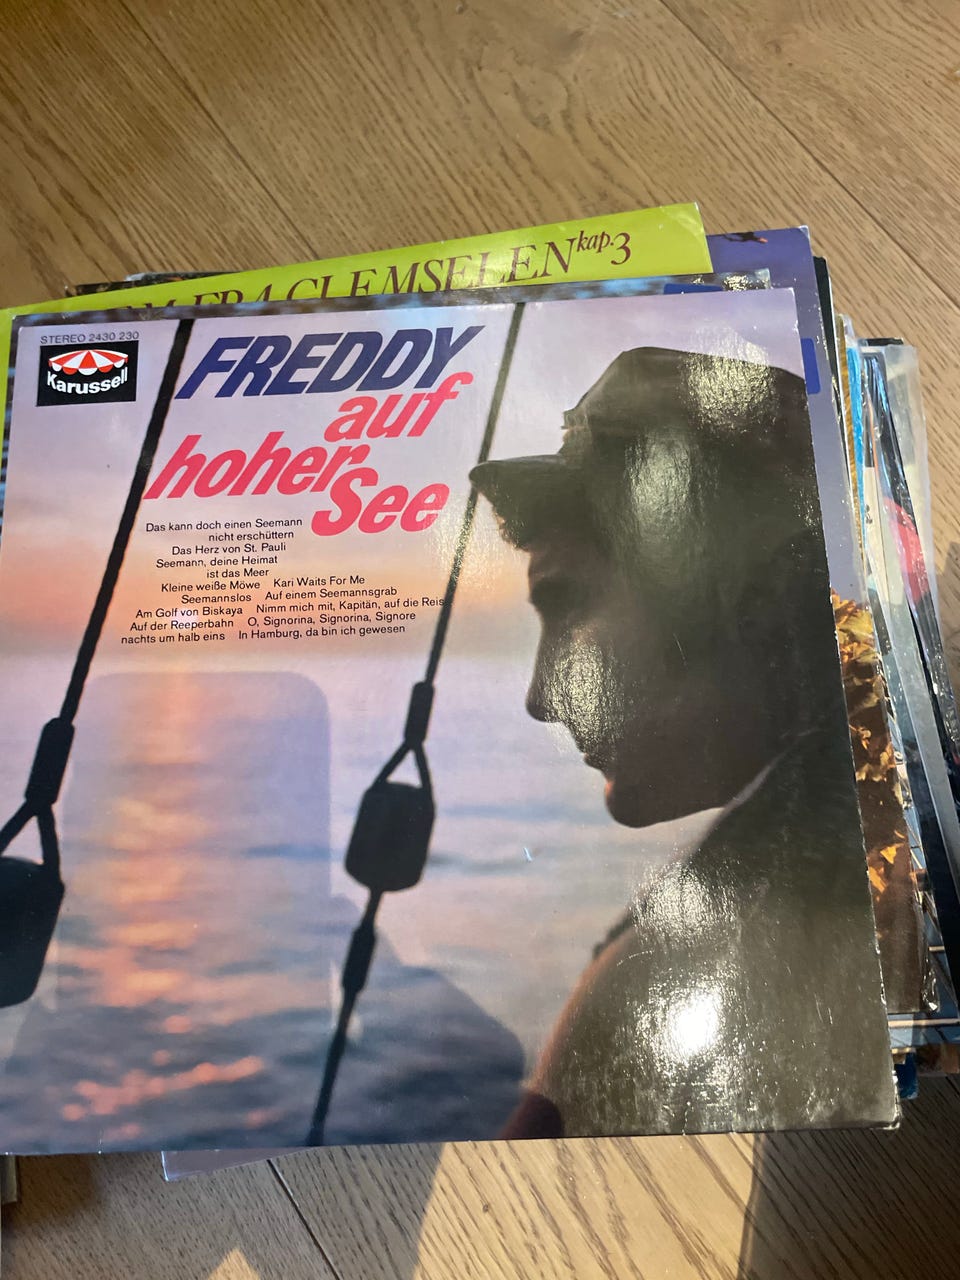 FRA GLEMSELEN kap.3
STEREO 2430 230
Karussell
FREDDY
auf
hoher
See
Das kann doch einen Seemann
nicht erschüttern
Das Herz von St. Pauli
Seemann, deine Heimat
ist das Meer
Kleine weiße Möwe Kari Waits For Me
Seemannslos Auf einem Seemannsgrab
Am Golf von Biskaya Nimm mich mit, Kapitän, auf die Reise
Auf der Reeperbahn O, Signorina, Signorina, Signore
nachts um halb eins In Hamburg, da bin ich gewesen